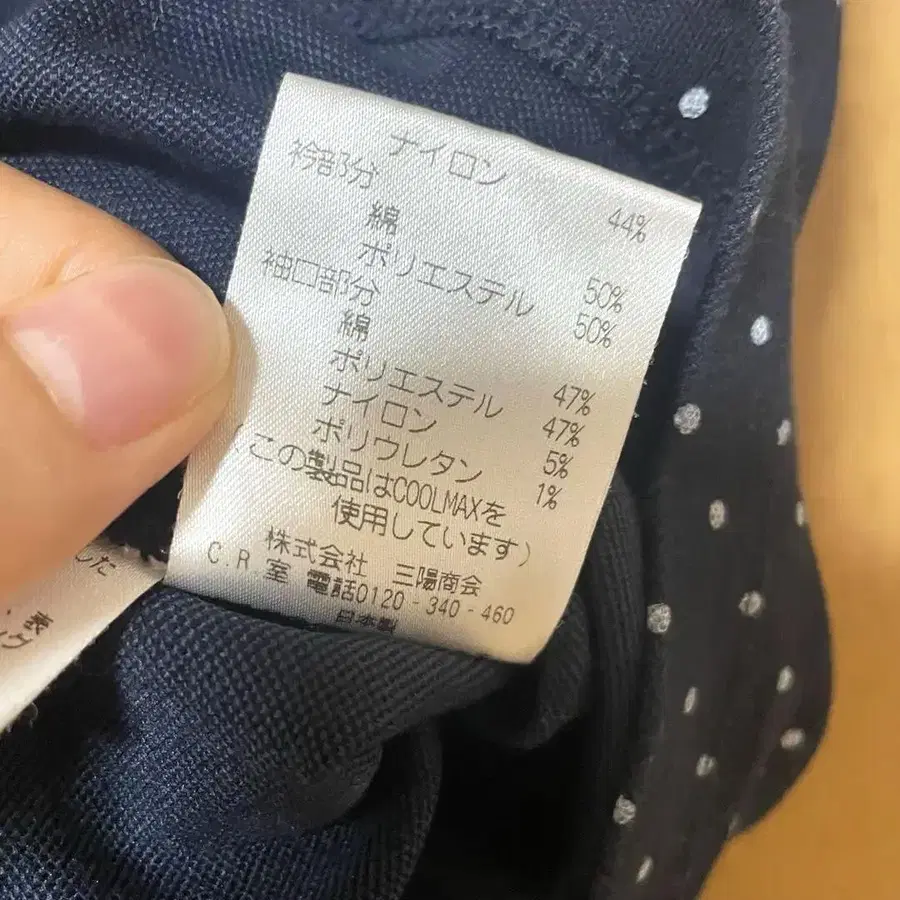 ナイロン 44%
衿部分
綿 50%
ポリエステル 50%
袖口部分
綿 47%
ポリエステル 47%
ナイロン 5%
ポリウレタン 1%
(この製品はCOOLMAXを
使用しています)
株式会社 三陽商会
C.R室 電話0120-340-460
日本製
した
表